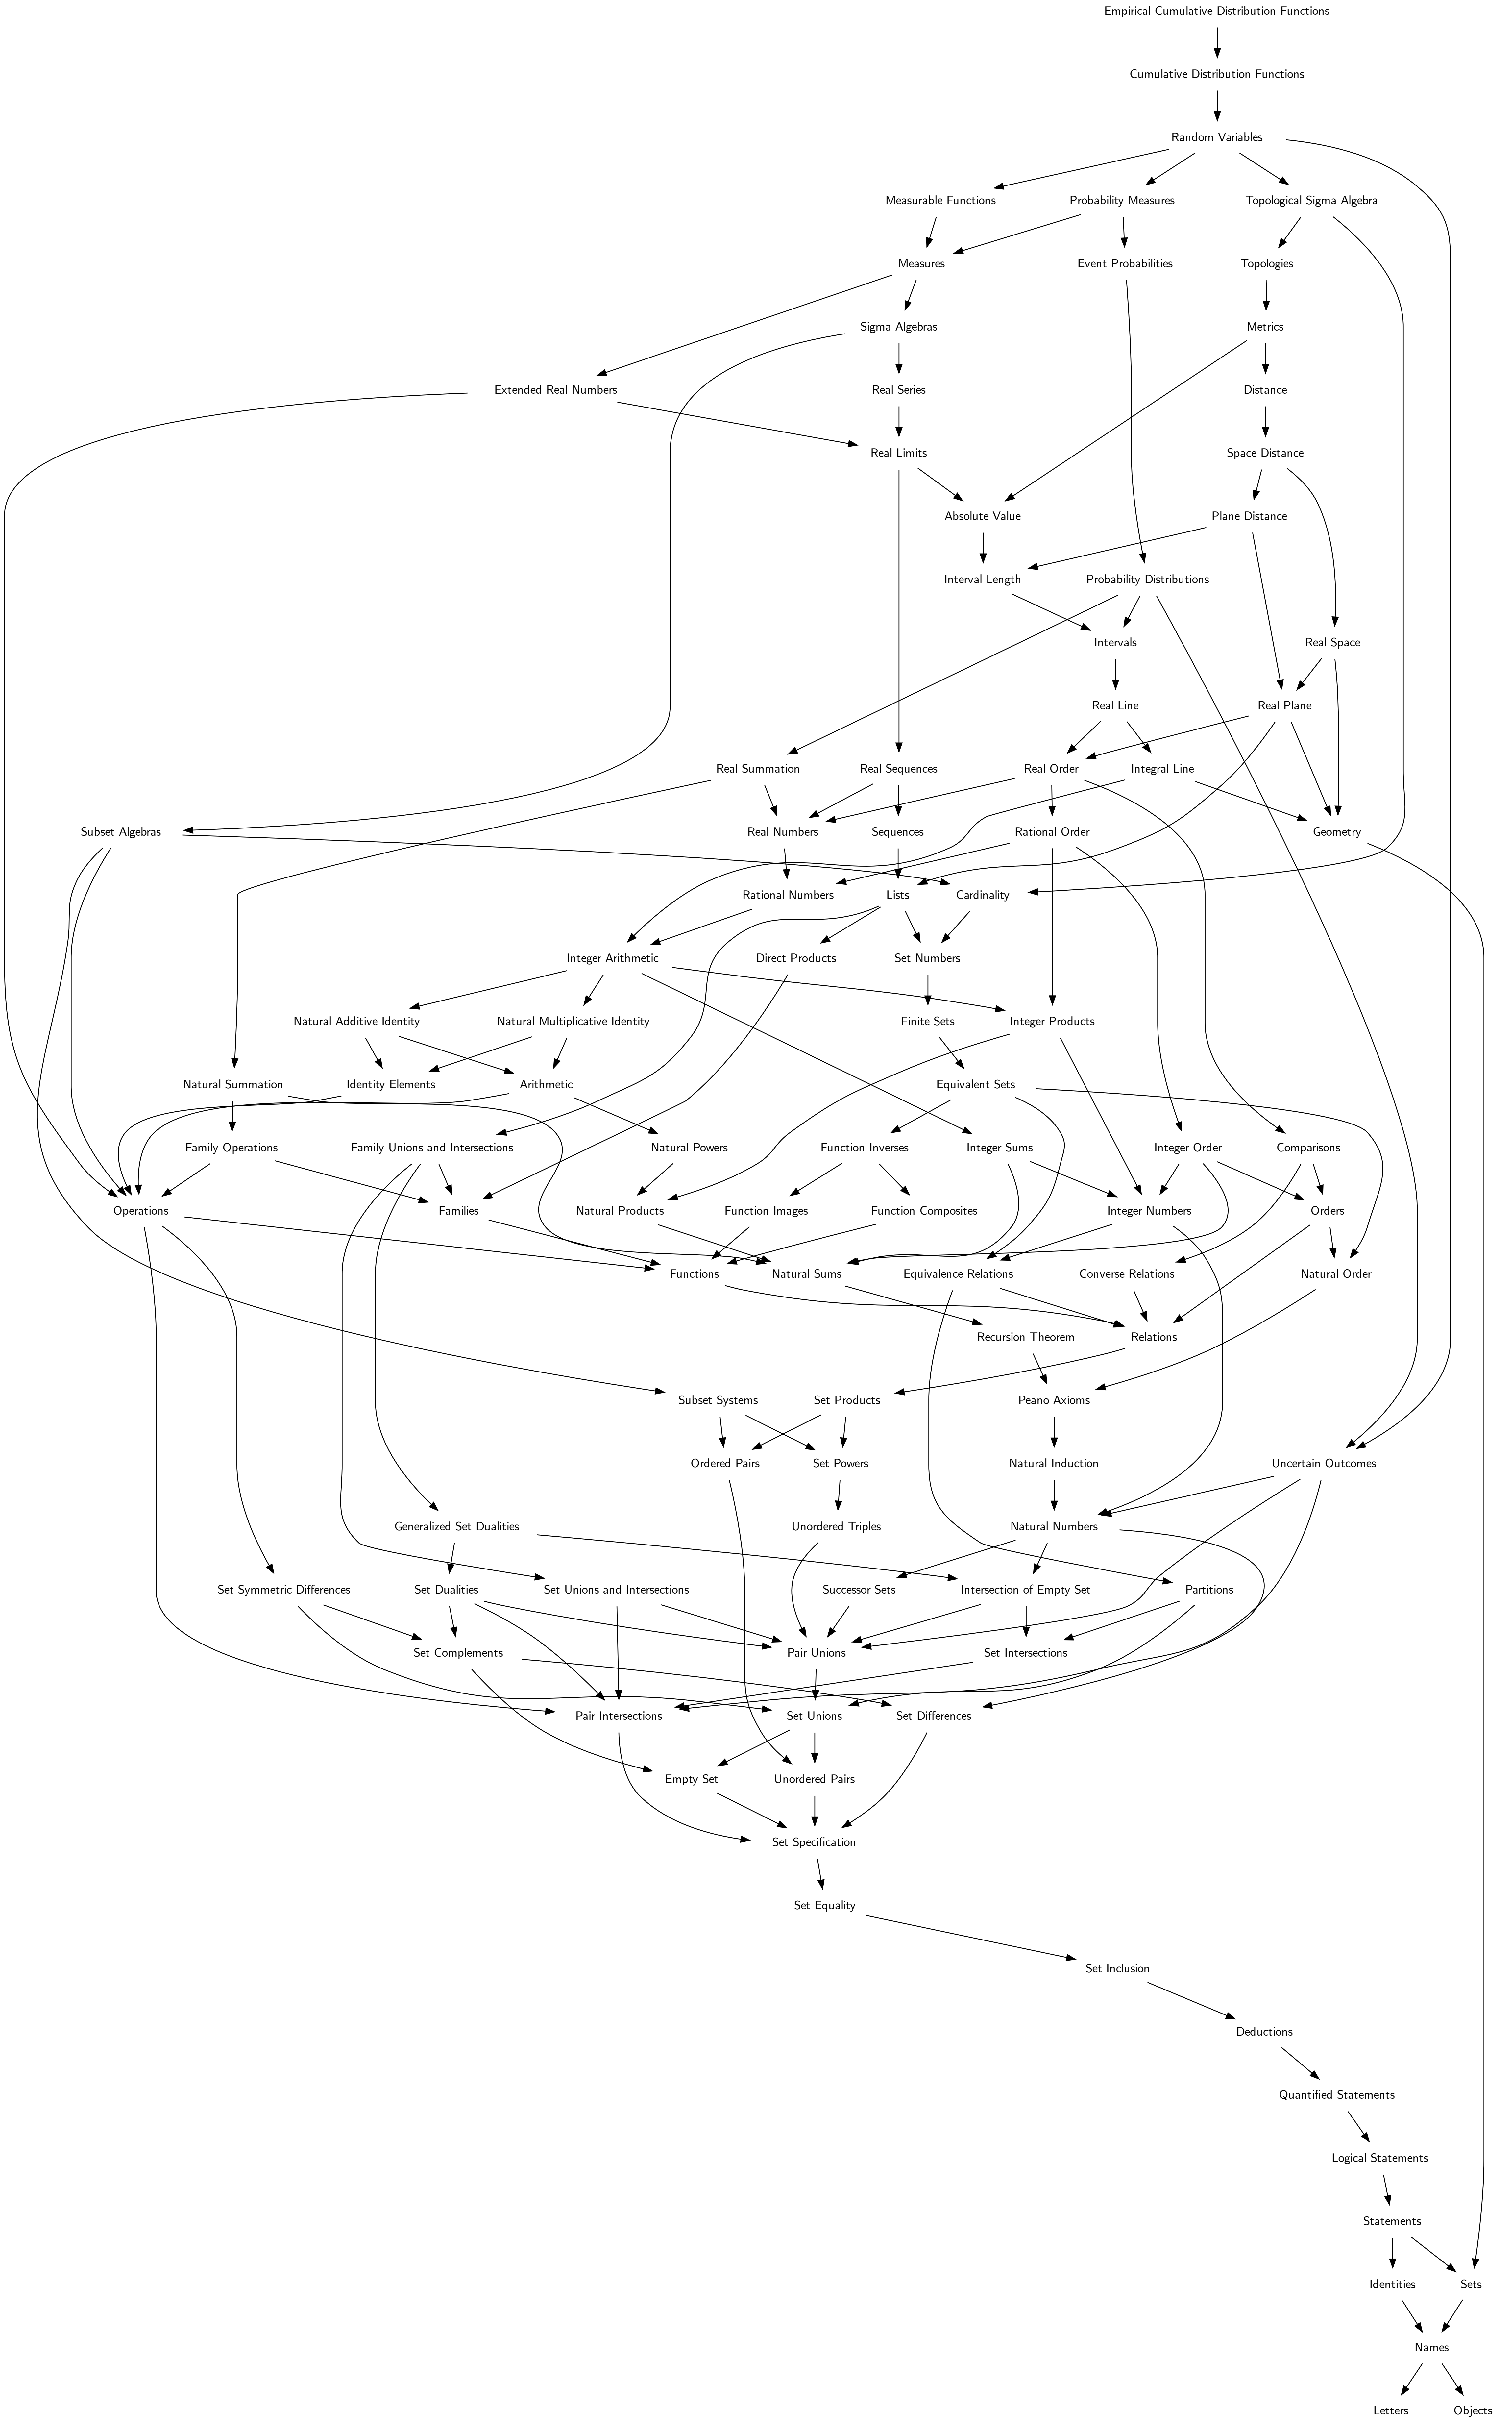 Empirical Cumulative Distribution Functions
Cumulative Distribution Functions
Random Variables
Measurable Functions
Probability Measures
Topological Sigma Algebra
Measures
Event Probabilities
Topologies
Sigma Algebras
Metrics
Extended Real Numbers
Real Series
Distance
Real Limits
Space Distance
Absolute Value
Plane Distance
Interval Length
Probability Distributions
Intervals
Real Space
Real Line
Real Plane
Real Summation
Real Sequences
Real Order
Integral Line
Subset Algebras
Real Numbers
Sequences
Rational Order
Geometry
Rational Numbers
Lists
Cardinality
Integer Arithmetic
Direct Products
Set Numbers
Natural Additive Identity
Natural Multiplicative Identity
Finite Sets
Integer Products
Natural Summation
Identity Elements
Arithmetic
Equivalent Sets
Family Operations
Family Unions and Intersections
Natural Powers
Function Inverses
Integer Sums
Integer Order
Comparisons
Operations
Families
Natural Products
Function Images
Function Composites
Integer Numbers
Orders
Functions
Natural Sums
Equivalence Relations
Converse Relations
Natural Order
Recursion Theorem
Relations
Subset Systems
Set Products
Peano Axioms
Ordered Pairs
Set Powers
Natural Induction
Uncertain Outcomes
Generalized Set Dualities
Unordered Triples
Natural Numbers
Set Symmetric Differences
Set Dualities
Set Unions and Intersections
Successor Sets
Intersection of Empty Set
Partitions
Set Complements
Pair Unions
Set Intersections
Pair Intersections
Set Unions
Set Differences
Empty Set
Unordered Pairs
Set Specification
Set Equality
Set Inclusion
Deductions
Quantified Statements
Logical Statements
Statements
Identities
Sets
Names
Letters
Objects